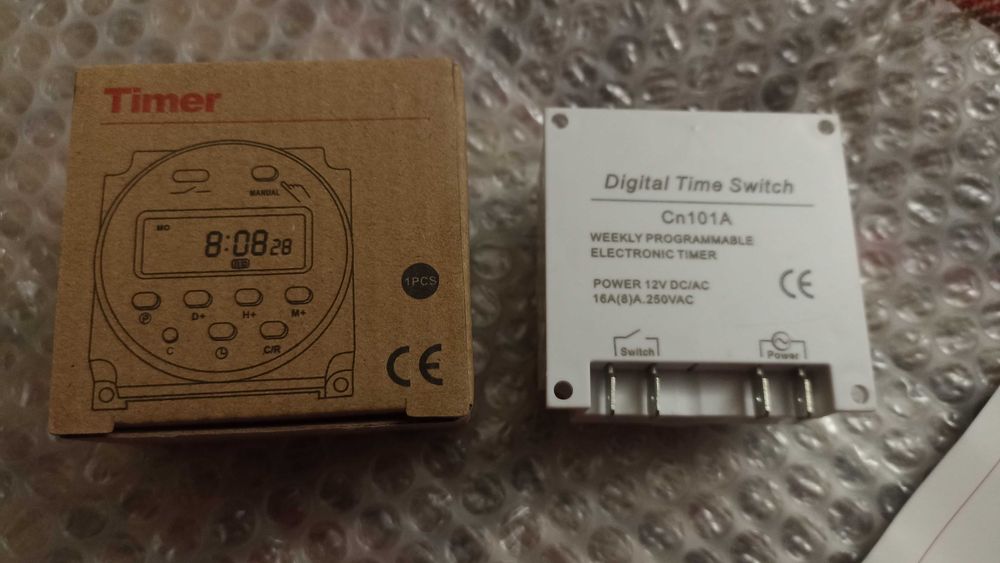 Timer
MANUAL
MC
8:08 28
1PCS
P
D+
H+
M+
C
C/R
CE
Digital Time Switch
Cn101A
WEEKLY PROGRAMMABLE
ELECTRONIC TIMER
POWER 12V DC/AC
16A(8)A.250VAC
CE
Switch
Power